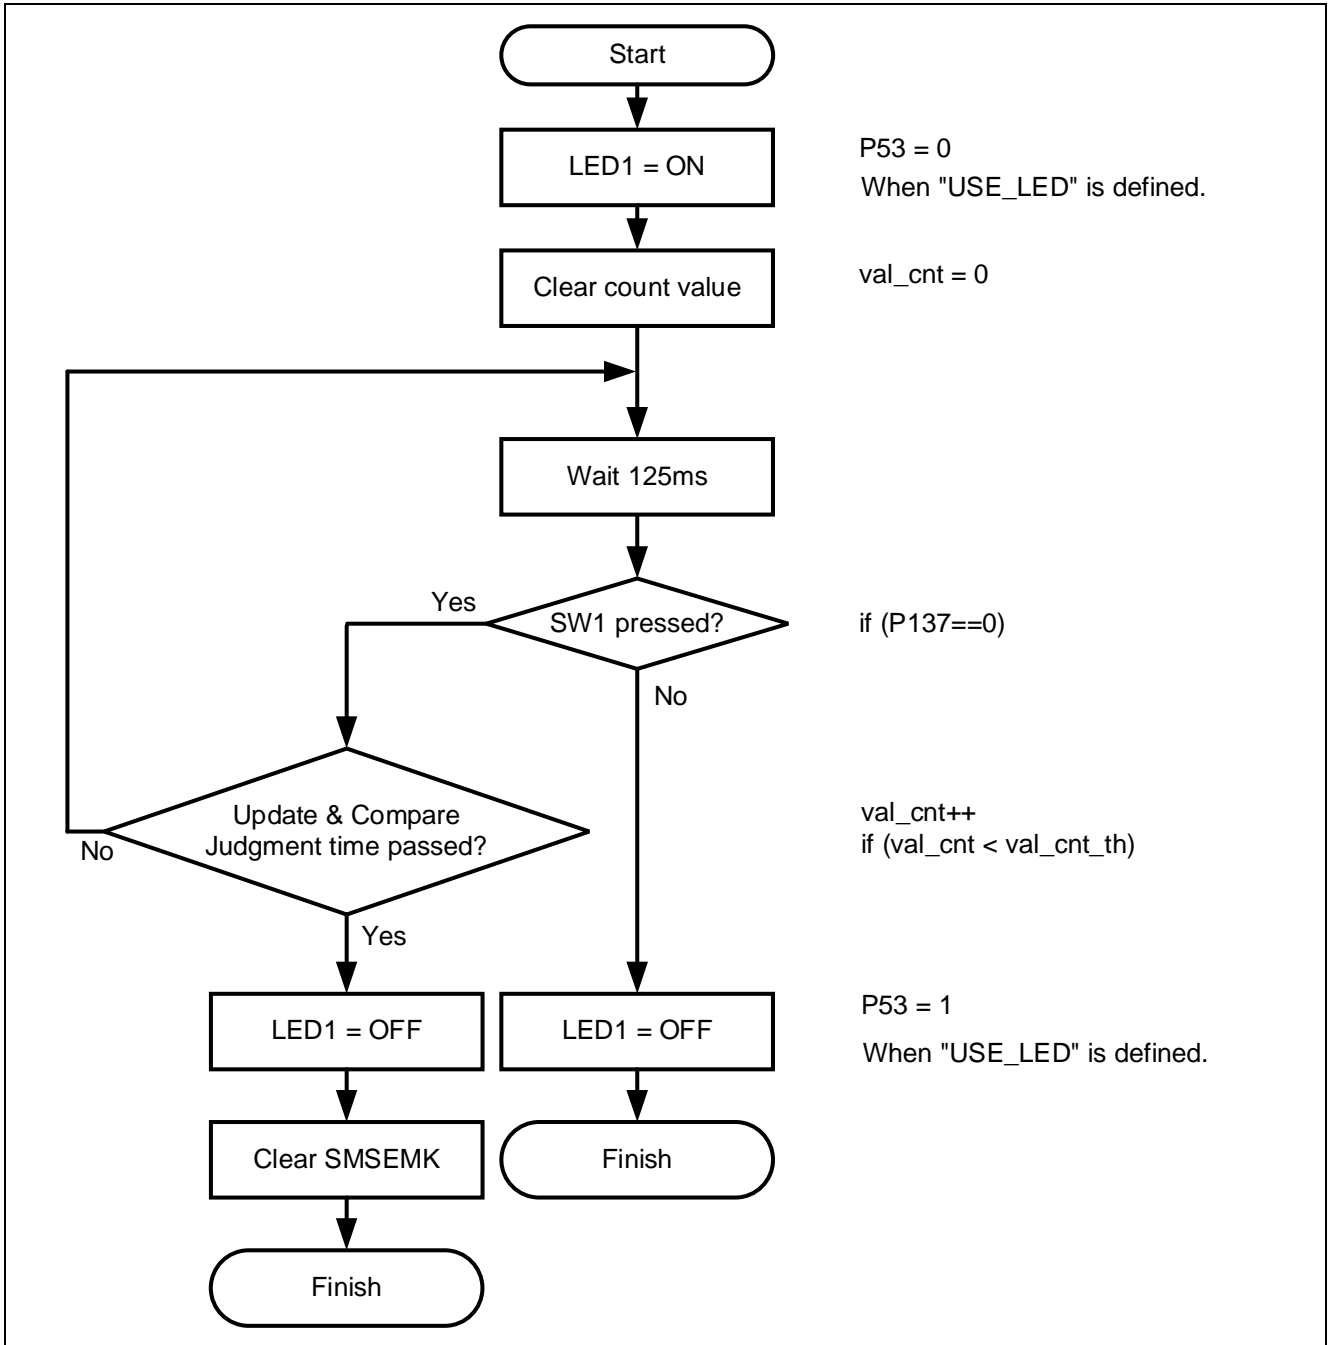 Start
LED1 = ON
P53 = 0
When "USE_LED" is defined.
Clear count value
val_cnt = 0
Wait 125ms
Yes
SW1 pressed?
if (P137==0)
No
Update & Compare
Judgment time passed?
val_cnt++
if (val_cnt < val_cnt_th)
No
Yes
LED1 = OFF
LED1 = OFF
P53 = 1
When "USE_LED" is defined.
Clear SMSEMK
Finish
Finish